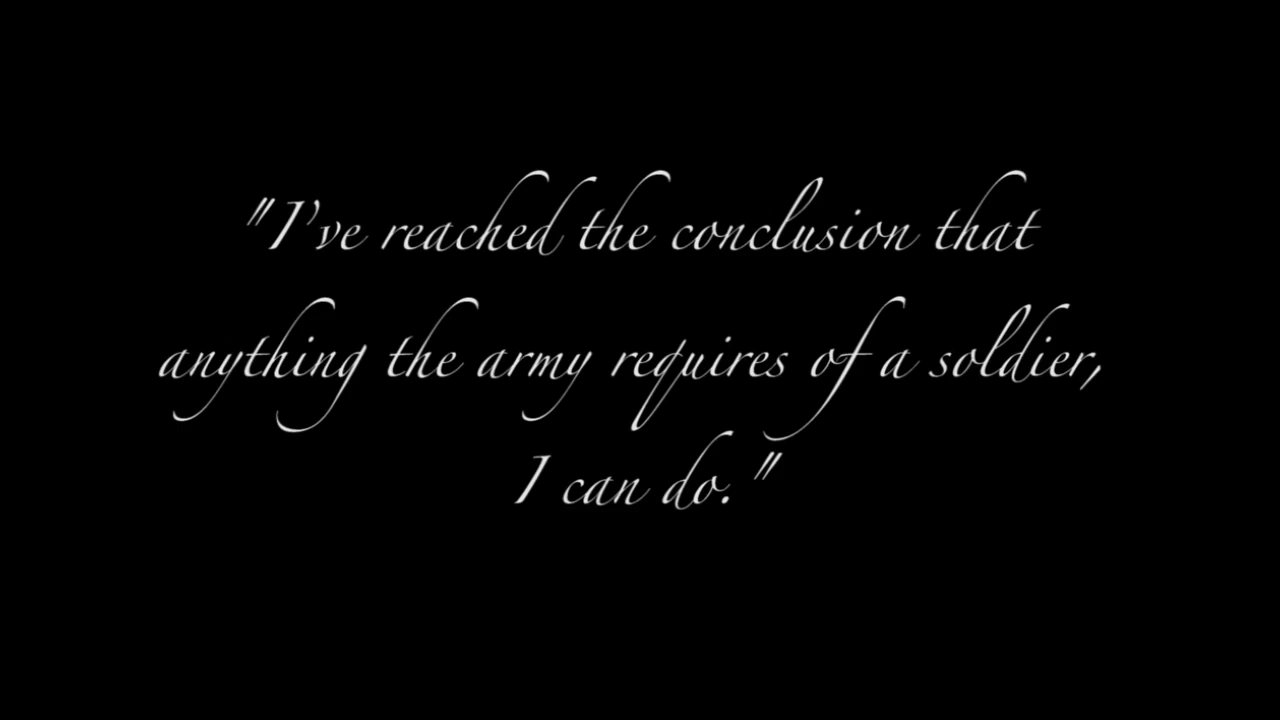 "I've reached the conclusion that
anything the army requires of a soldier,
I can do."